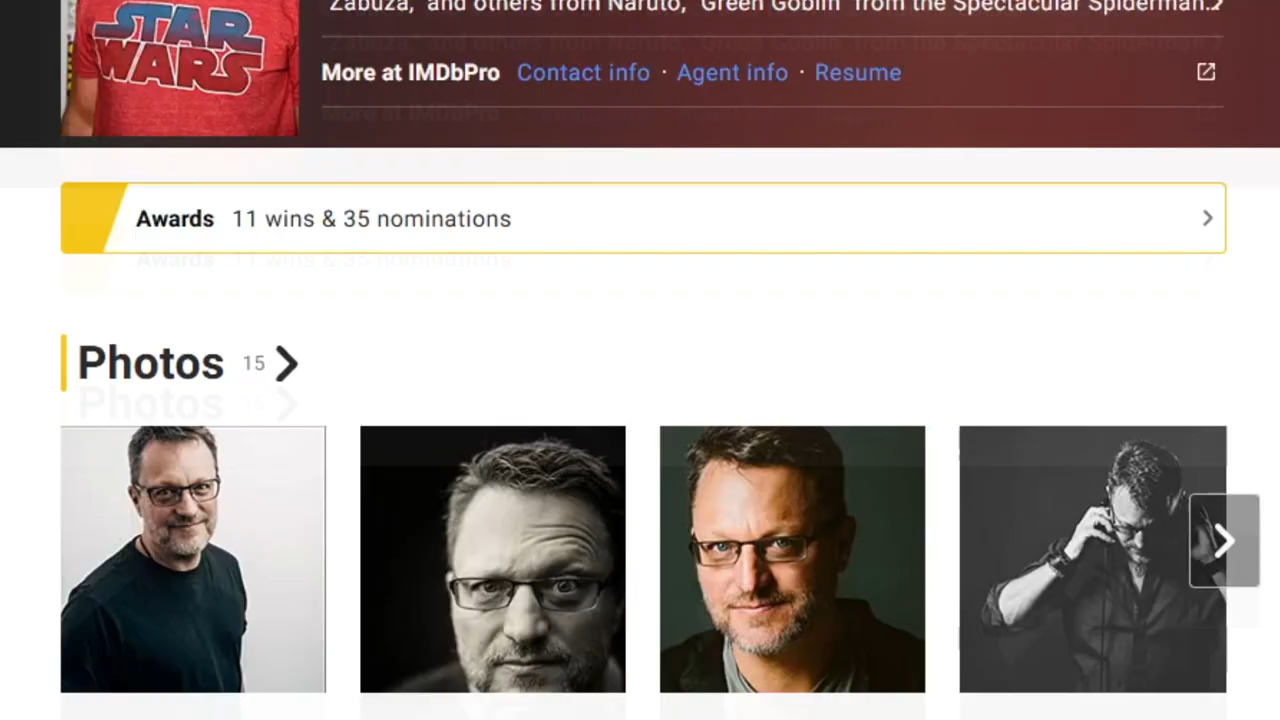 STAR
WARS
"Zabuza," and others from Naruto, "Green Goblin" from the Spectacular Spiderman...
More at IMDbPro Contact info · Agent info · Resume
Awards 11 wins & 35 nominations
Photos 15